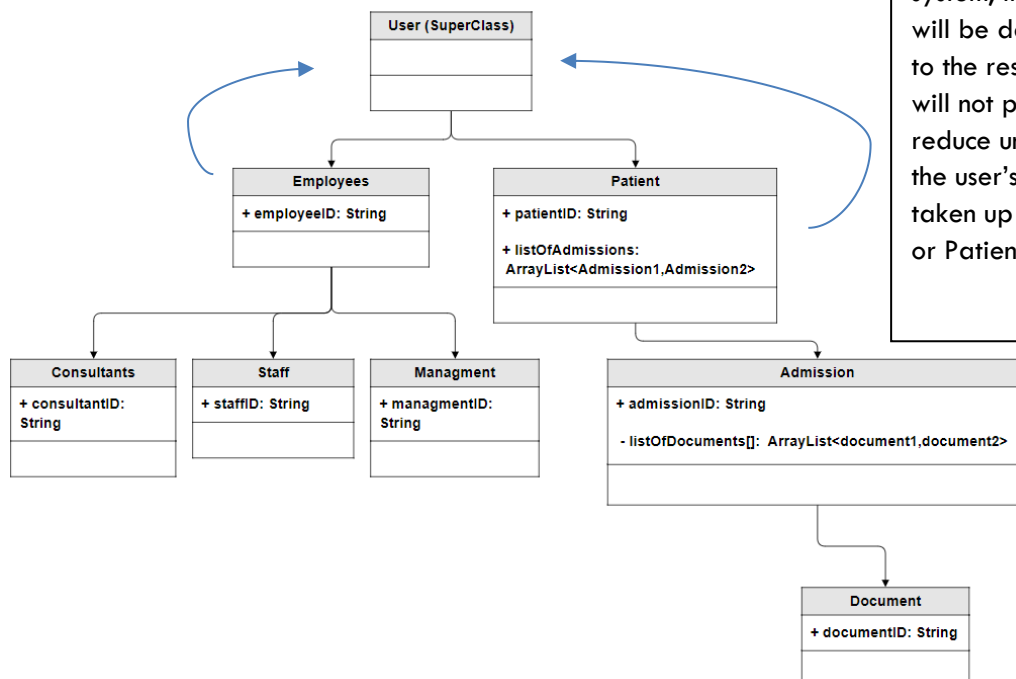 User (SuperClass)
will be d
to the res
will not p
reduce u
the user's
taken up
or Patien
Employees
+ employeeID: String
Patient
+ patientID: String
+ listOfAdmissions:
ArrayList<Admission1,Admission2>
Consultants
+ consultantID:
String
Staff
+ staffID: String
Managment
+ managmentID:
String
Admission
+ admissionID: String
- listOfDocuments[]: ArrayList<document1,document2>
Document
+ documentID: String